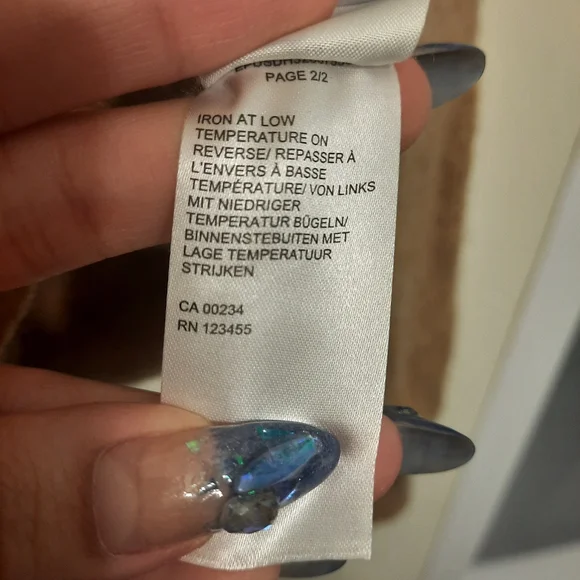 PAGE 2/2
IRON AT LOW
TEMPERATURE ON
REVERSE/ REPASSER À
L'ENVERS À BASSE
TEMPÉRATURE/ VON LINKS
MIT NIEDRIGER
TEMPERATUR BÜGELN/
BINNENSTEBUITEN MET
LAGE TEMPERATUUR
STRIJKEN
CA 00234
RN 123455